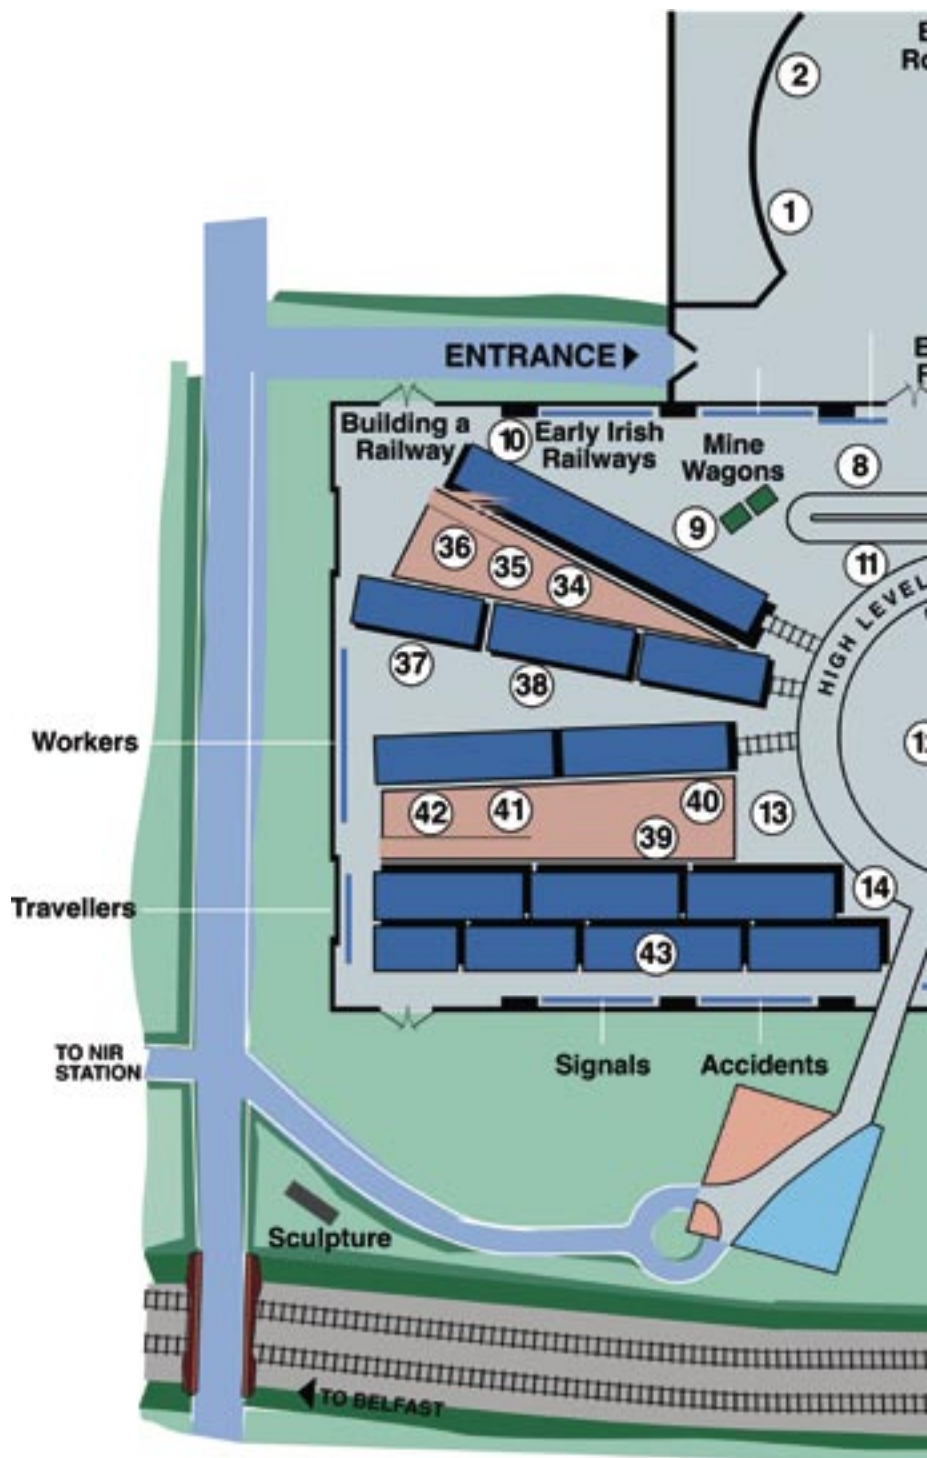 2
1
ENTRANCE
Building a
Railway
10
Early Irish
Railways
Mine
Wagons
8
9
11
36
35
34
HIGH LEVEL
37
38
Workers
42
41
40
13
39
14
Travellers
43
TO NIR
STATION
Signals
Accidents
Sculpture
TO BELFAST